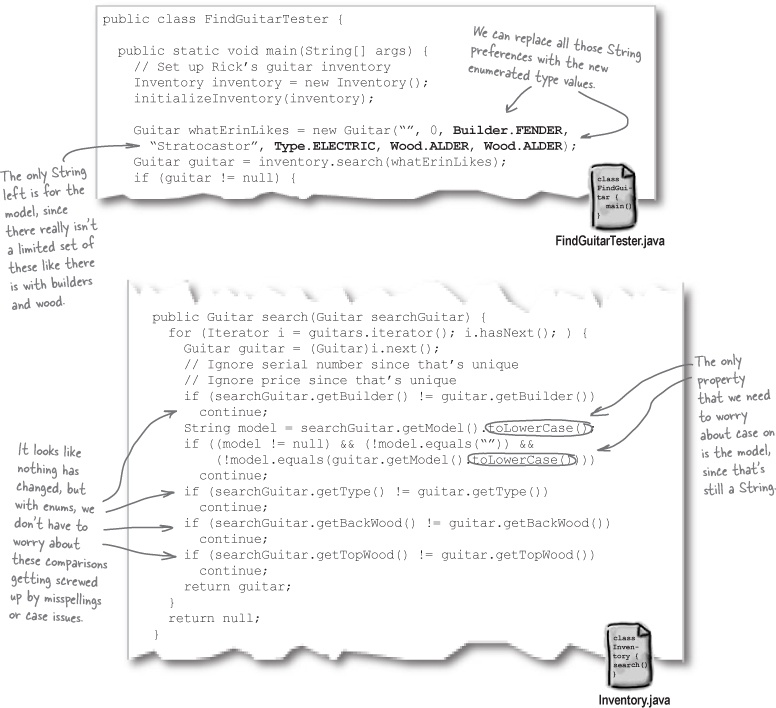 public class FindGuitarTester {
public static void main(String[] args) {
// Set up Rick's guitar inventory
Inventory inventory = new Inventory();
initializeInventory(inventory);
Guitar whatErinLikes = new Guitar(“”, 0, Builder.FENDER,
“Stratocastor”, Type.ELECTRIC, Wood.ALDER, Wood.ALDER);
Guitar guitar = inventory.search(whatErinLikes);
if (guitar != null) {
We can replace all those String
preferences with the new
enumerated type values.
The only String
left is for the
model, since
there really isn't
a limited set of
these like there
is with builders
and wood.
class
FindGui-
tar {
main()
}
FindGuitarTester.java
public Guitar search(Guitar searchGuitar) {
for (Iterator i = guitars.iterator(); i.hasNext(); ) {
Guitar guitar = (Guitar)i.next();
// Ignore serial number since that's unique
// Ignore price since that's unique
if (searchGuitar.getBuilder() != guitar.getBuilder())
continue;
String model = searchGuitar.getModel().toLowerCase();
if ((model != null) && (!model.equals(“”)) &&
(!model.equals(guitar.getModel().toLowerCase())))
continue;
if (searchGuitar.getType() != guitar.getType())
continue;
if (searchGuitar.getBackWood() != guitar.getBackWood())
continue;
if (searchGuitar.getTopWood() != guitar.getTopWood())
continue;
return guitar;
}
return null;
}
It looks like
nothing has
changed, but
with enums, we
don't have to
worry about
these comparisons
getting screwed
up by misspellings
or case issues.
The only
property
that we need
to worry
about case on
is the model,
since that's
still a String.
class
Inven-
tory {
search()
}
Inventory.java